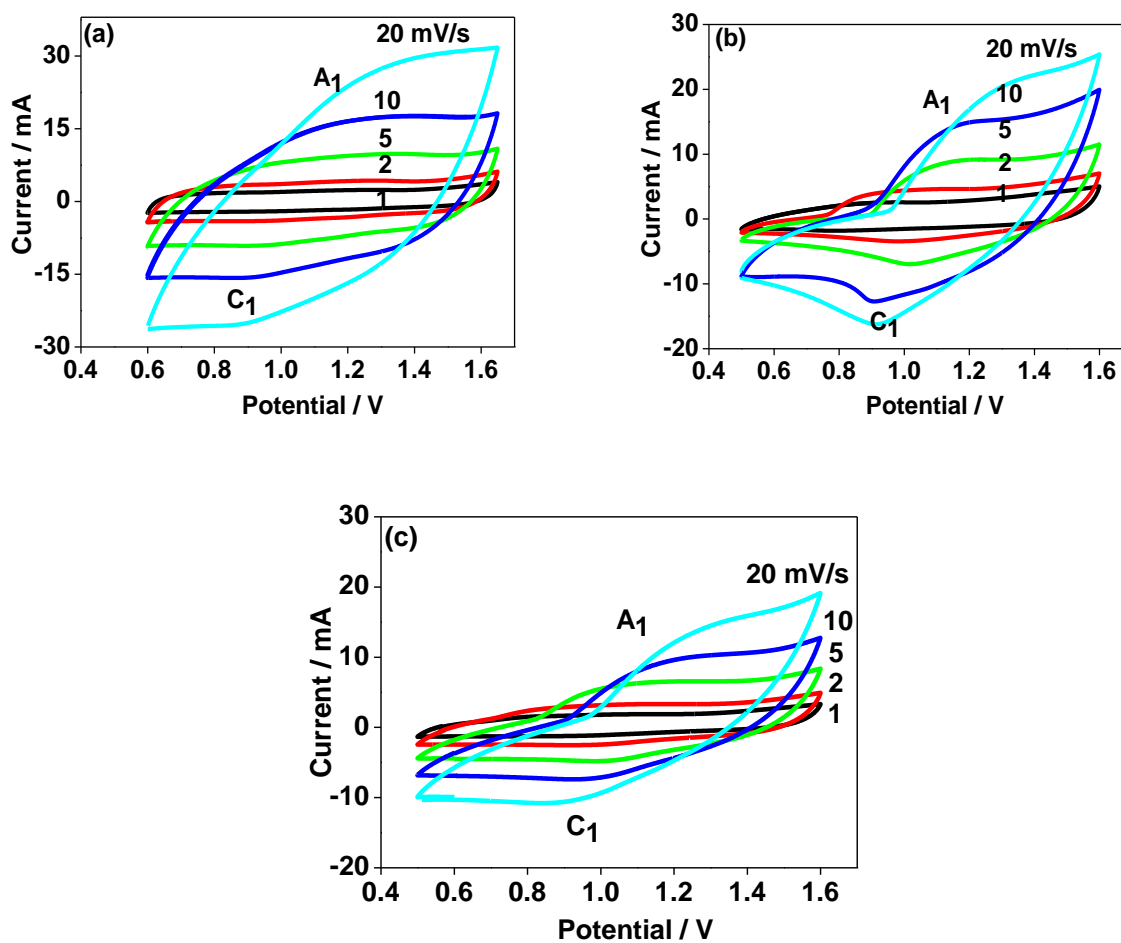 (a)
20 mV/s
A1
10
5
2
1
C1
30
15
0
-15
-30
Current / mA
0.6 0.8 1.0 1.2 1.4 1.6
Potential / V
(b)
20 mV/s
A1
10
5
2
1
C1
30
20
10
0
-10
-20
Current / mA
0.4 0.6 0.8 1.0 1.2 1.4 1.6
Potential / V
(c)
20 mV/s
A1
10
5
2
1
C1
30
20
10
0
-10
-20
Current / mA
0.4 0.6 0.8 1.0 1.2 1.4 1.6
Potential / V